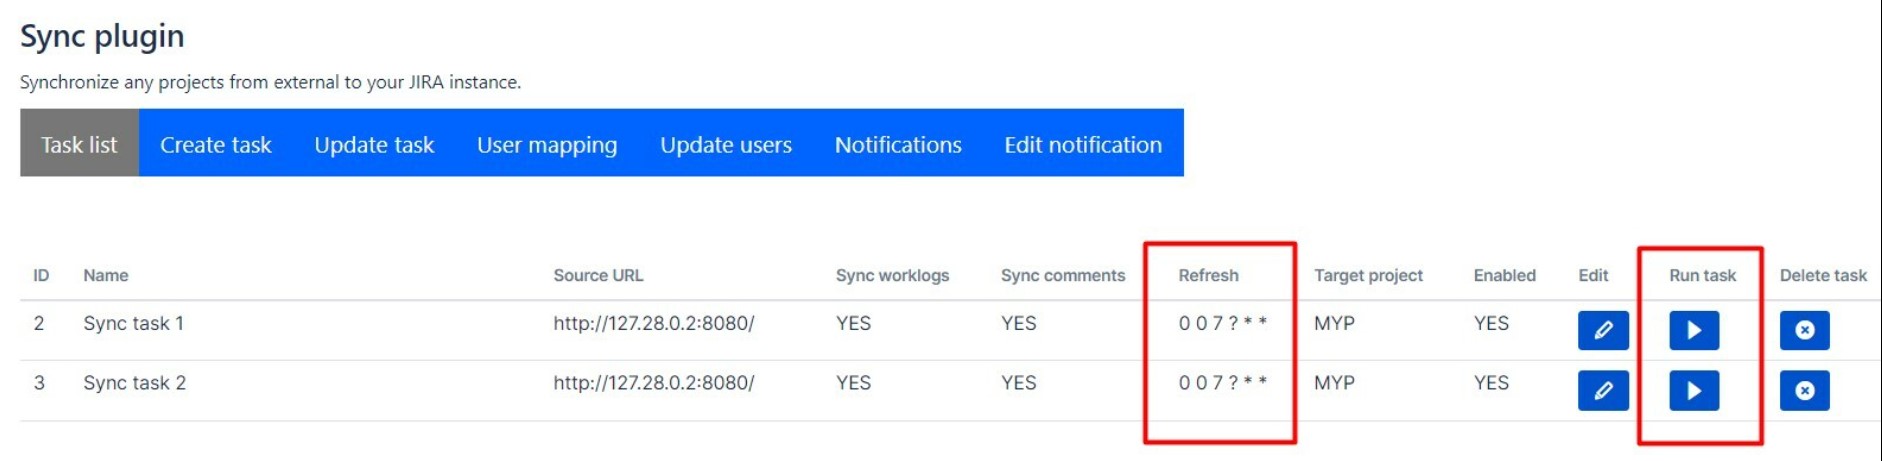 Sync plugin
Synchronize any projects from external to your JIRA instance.
Task list Create task Update task User mapping Update users Notifications Edit notification
ID Name Source URL Sync worklogs Sync comments Refresh Target project Enabled Edit Run task Delete task
2 Sync task 1 http://127.28.0.2:8080/ YES YES 0 0 7 ? * * MYP YES
3 Sync task 2 http://127.28.0.2:8080/ YES YES 0 0 7 ? * * MYP YES